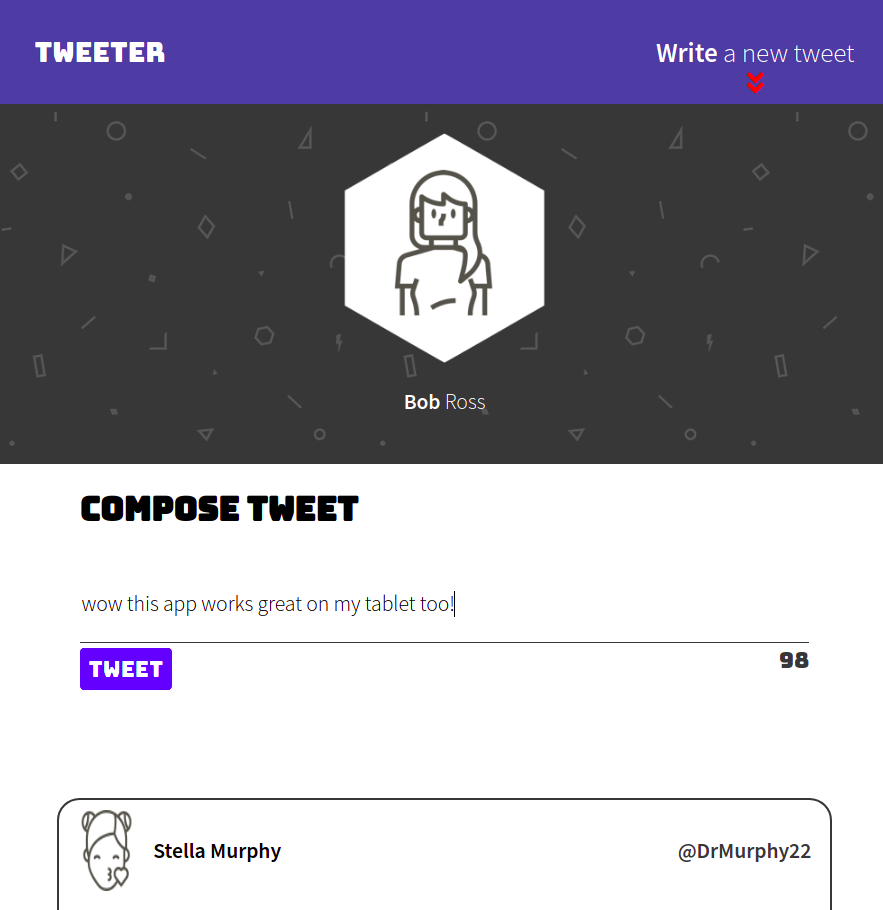 TWEETER
Write a new tweet
Bob Ross
COMPOSE TWEET
wow this app works great on my tablet too!
TWEET
98
Stella Murphy
@DrMurphy22